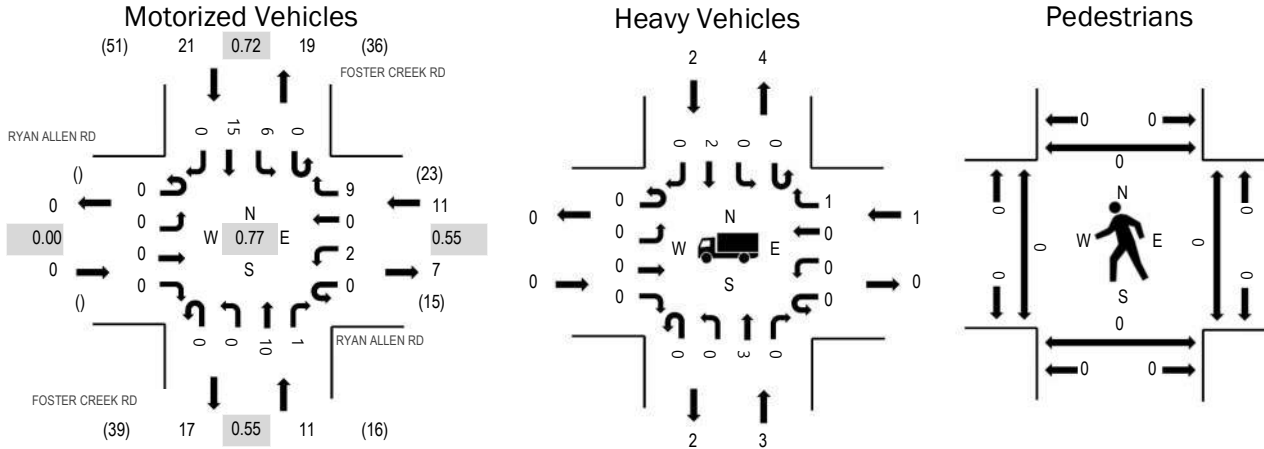 Motorized Vehicles
Heavy Vehicles
Pedestrians
(51) 21 0.72 19 (36)
FOSTER CREEK RD
RYAN ALLEN RD
0 15 6 0
() 0
0 0.00
0 0
() 0
9 (23)
0 11
2 0.55
0 7
(15)
N
W 0.77 E
S
0 0 10 1
RYAN ALLEN RD
FOSTER CREEK RD
(39) 17 0.55 11 (16)
2 4
0 2 0 0
0 0
0
0
0 0
1 1
0
0
0 0
N
W E
S
0 0 3 0
2 3
0 0
0
0 0
0 0
0 0
N
W E
S
0
0 0